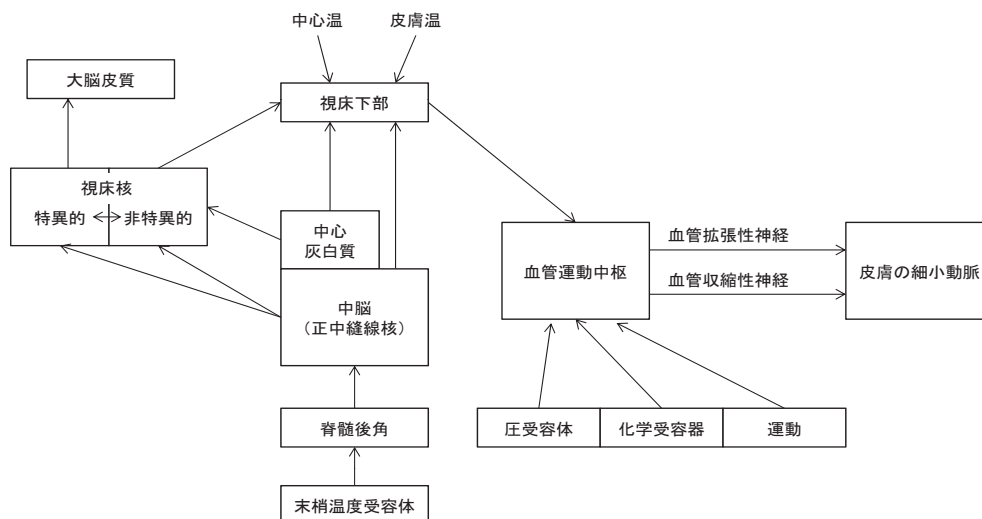 中心温
皮膚温
大脳皮質
視床下部
視床核
特異的
非特異的
中心
灰白質
中脳
（正中縫線核）
脊髄後角
末梢温度受容体
血管運動中枢
血管拡張性神経
血管収縮性神経
皮膚の細小動脈
圧受容体
化学受容器
運動